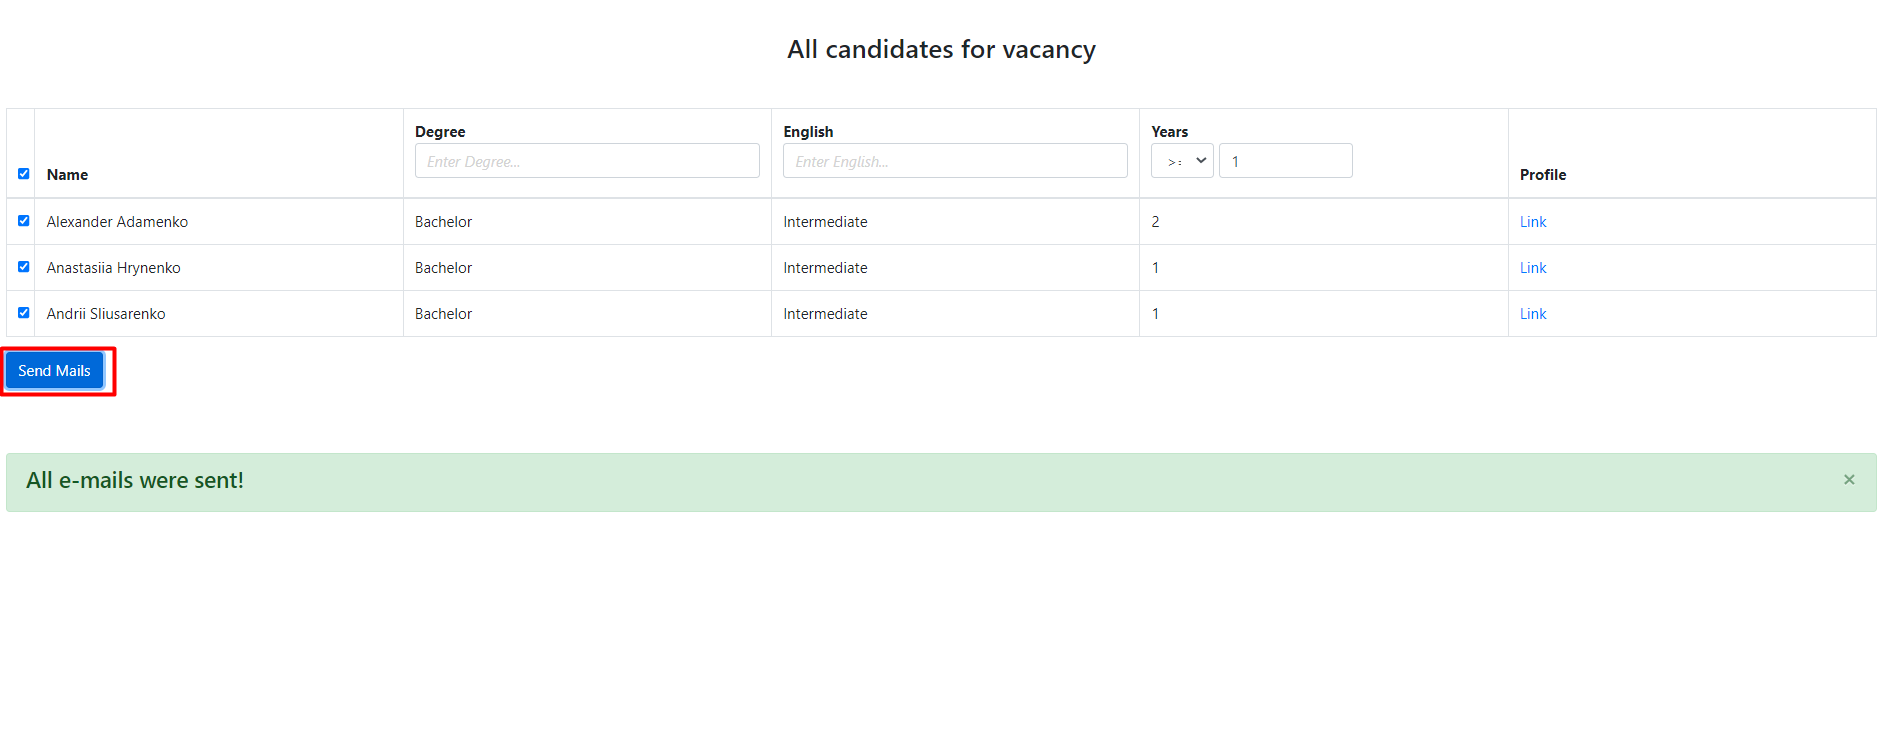 All candidates for vacancy
Degree English Years
Enter Degree... Enter English... >= 1
Name Profile
Alexander Adamenko Bachelor Intermediate 2 Link
Anastasiia Hrynenko Bachelor Intermediate 1 Link
Andrii Sliusarenko Bachelor Intermediate 1 Link
Send Mails
All e-mails were sent! ×